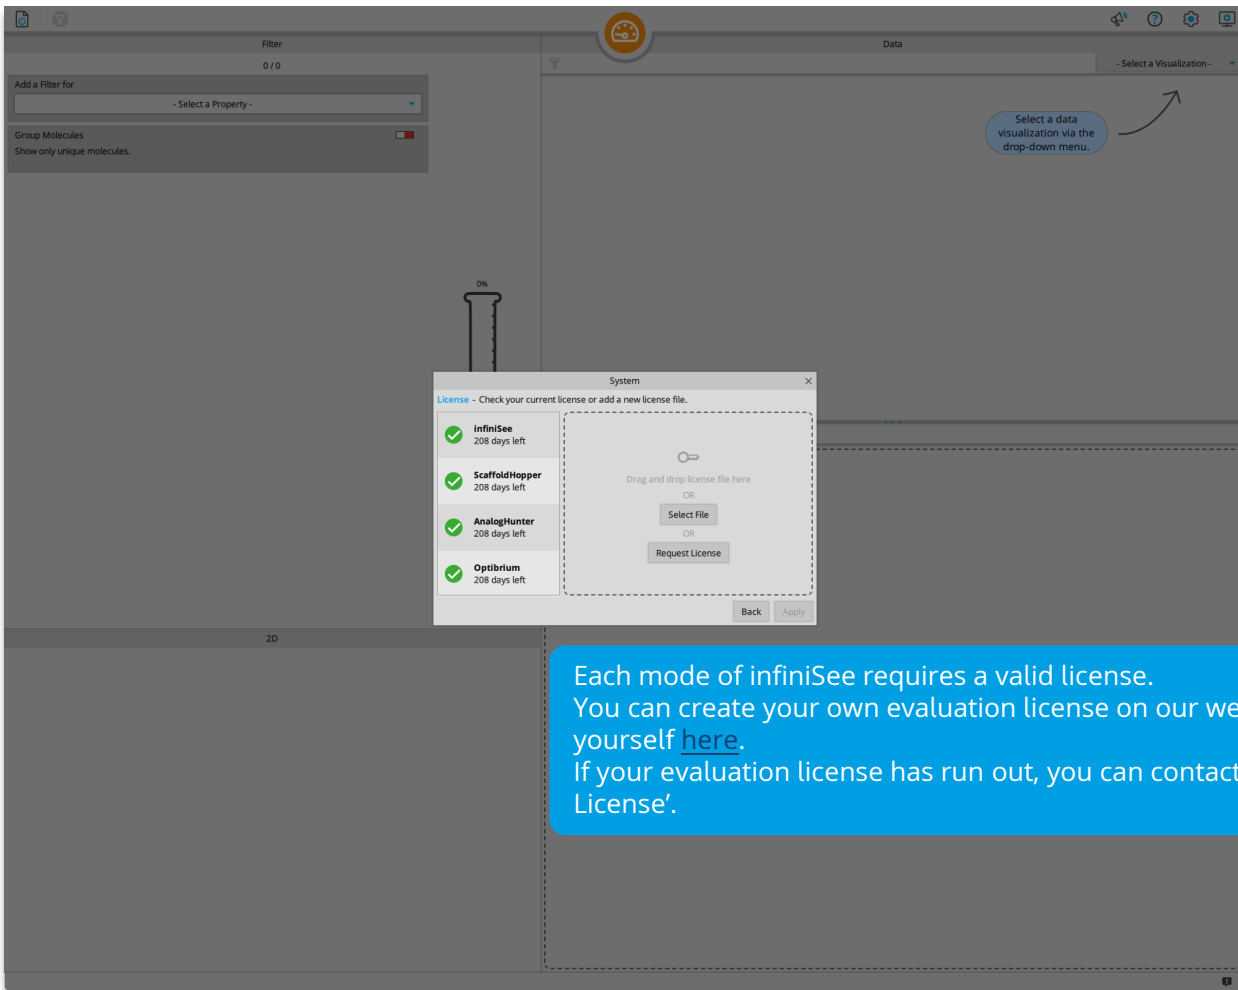 Filter
Data
0 / 0
- Select a Visualization -
Add a Filter for
- Select a Property -
Group Molecules
Show only unique molecules.
Select a data
visualization via the
drop-down menu.
0%
System
License - Check your current license or add a new license file.
infiniSee
208 days left
ScaffoldHopper
208 days left
AnalogHunter
208 days left
Optibrium
208 days left
Drag and drop license file here
OR
Select File
OR
Request License
Back
Apply
2D
Each mode of infiniSee requires a valid license.
You can create your own evaluation license on our we
yourself here.
If your evaluation license has run out, you can contact
License’.